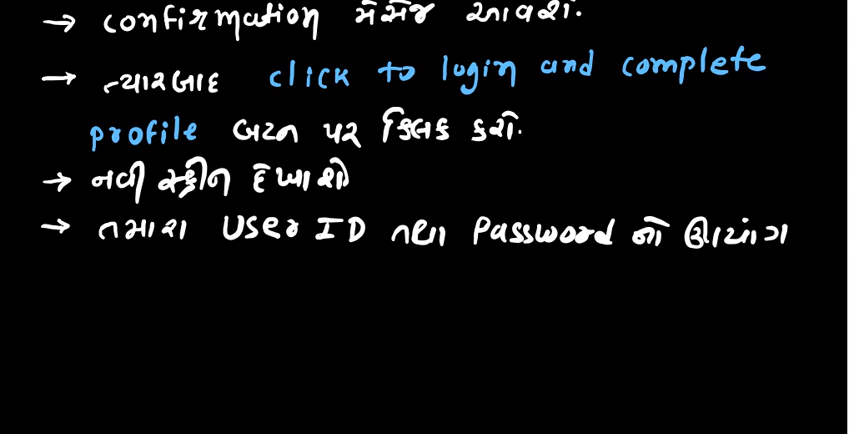 → confirmation મેસેજ આવશે.
→ ત્યારબાદ click to login and complete
profile બટન પર ક્લિક કરો.
→ નવી સ્ક્રીન દેખાશે
→ તમારા USER ID તથા Password નો ઉપયોગ